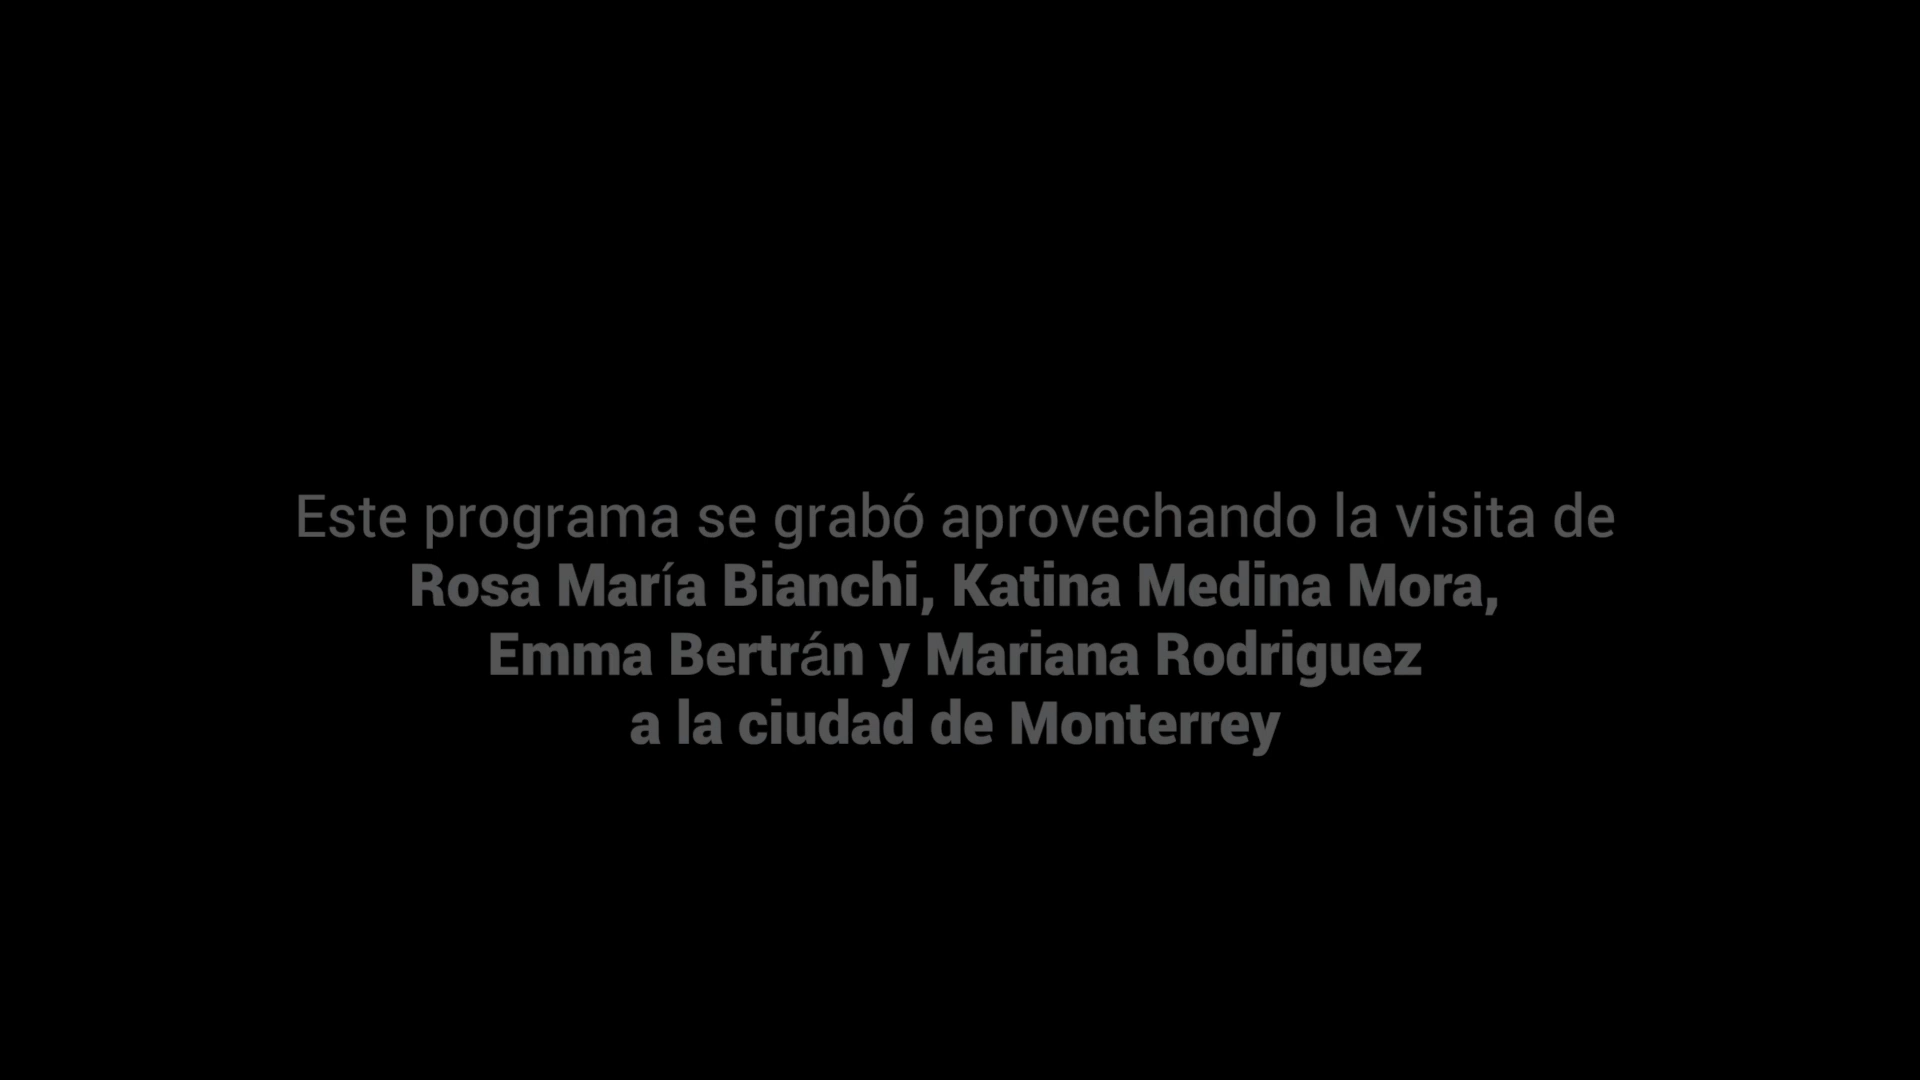 Este programa se grabó aprovechando la visita de
Rosa María Bianchi, Katina Medina Mora,
Emma Bertrán y Mariana Rodriguez
a la ciudad de Monterrey